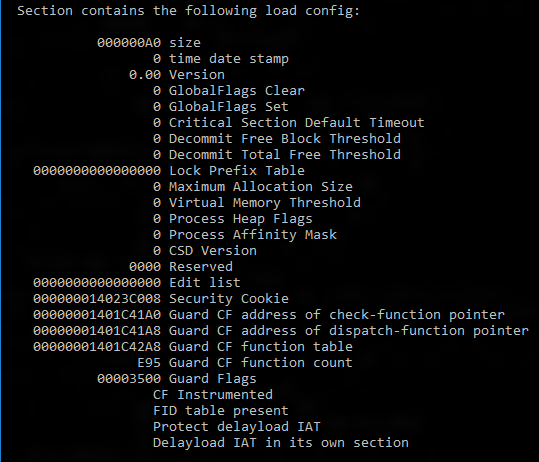 Section contains the following load config:
000000A0 size
0 time date stamp
0.00 Version
0 GlobalFlags Clear
0 GlobalFlags Set
0 Critical Section Default Timeout
0 Decommit Free Block Threshold
0 Decommit Total Free Threshold
0000000000000000 Lock Prefix Table
0 Maximum Allocation Size
0 Virtual Memory Threshold
0 Process Heap Flags
0 Process Affinity Mask
0 CSD Version
0000 Reserved
0000000000000000 Edit list
000000014023C008 Security Cookie
00000001401C41A0 Guard CF address of check-function pointer
00000001401C41A8 Guard CF address of dispatch-function pointer
00000001401C42A8 Guard CF function table
E95 Guard CF function count
00003500 Guard Flags
CF Instrumented
FID table present
Protect delayload IAT
Delayload IAT in its own section